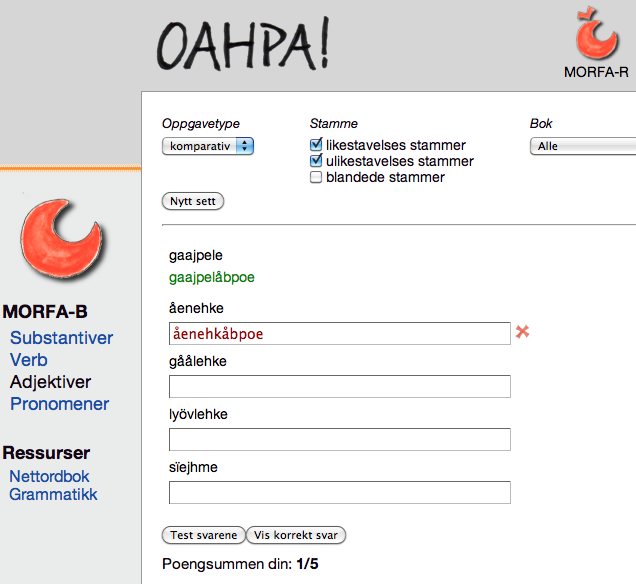 OAHPA!
MORFA-R
Oppgavetype
Stamme
Bok
komparativ
likestavelses stammer
ulikestavelses stammer
blandede stammer
Alle
Nytt sett
gaajpele
gaajpelåbpoe
åenehke
åenehkåbpoe
gåålehke
lyövlehke
sïejhme
Test svarene
Vis korrekt svar
Poengsummen din: 1/5
MORFA-B
Substantiver
Verb
Adjektiver
Pronomener
Ressurser
Nettordbok
Grammatikk